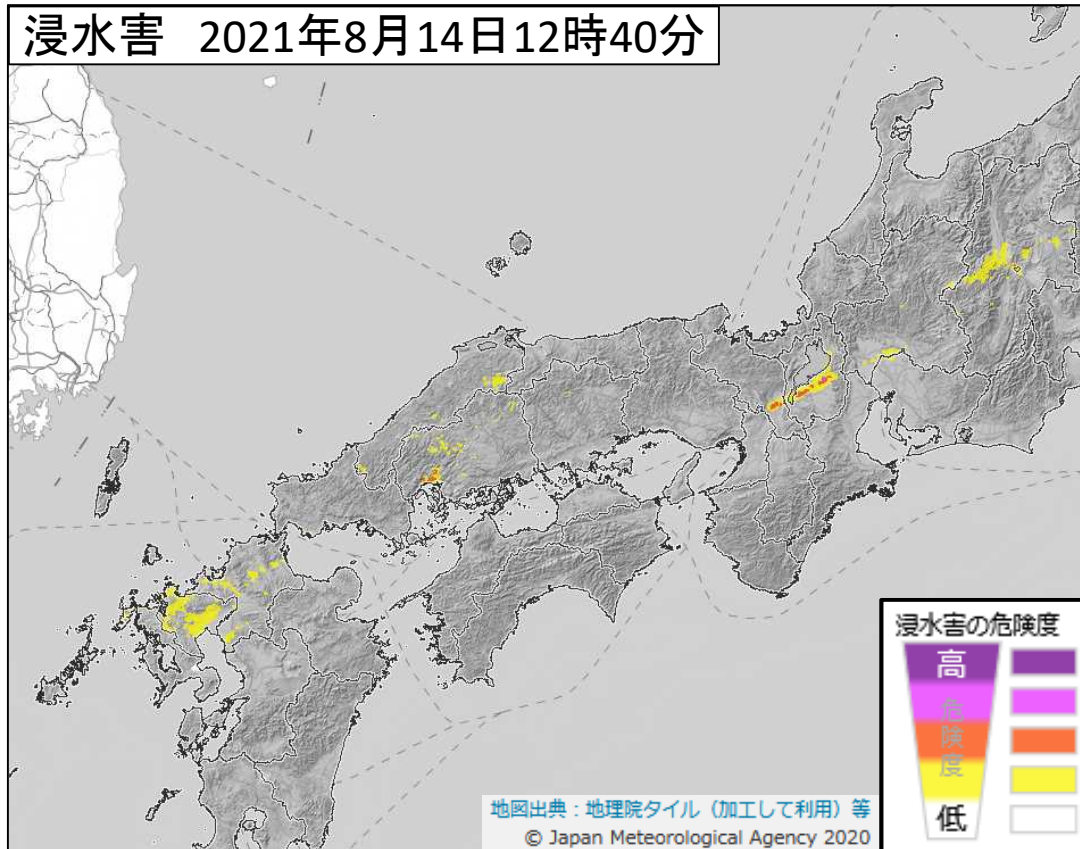 浸水害 2021年8月14日12時40分
浸水害の危険度
高
危険度
低
地図出典：地理院タイル（加工して利用）等
© Japan Meteorological Agency 2020